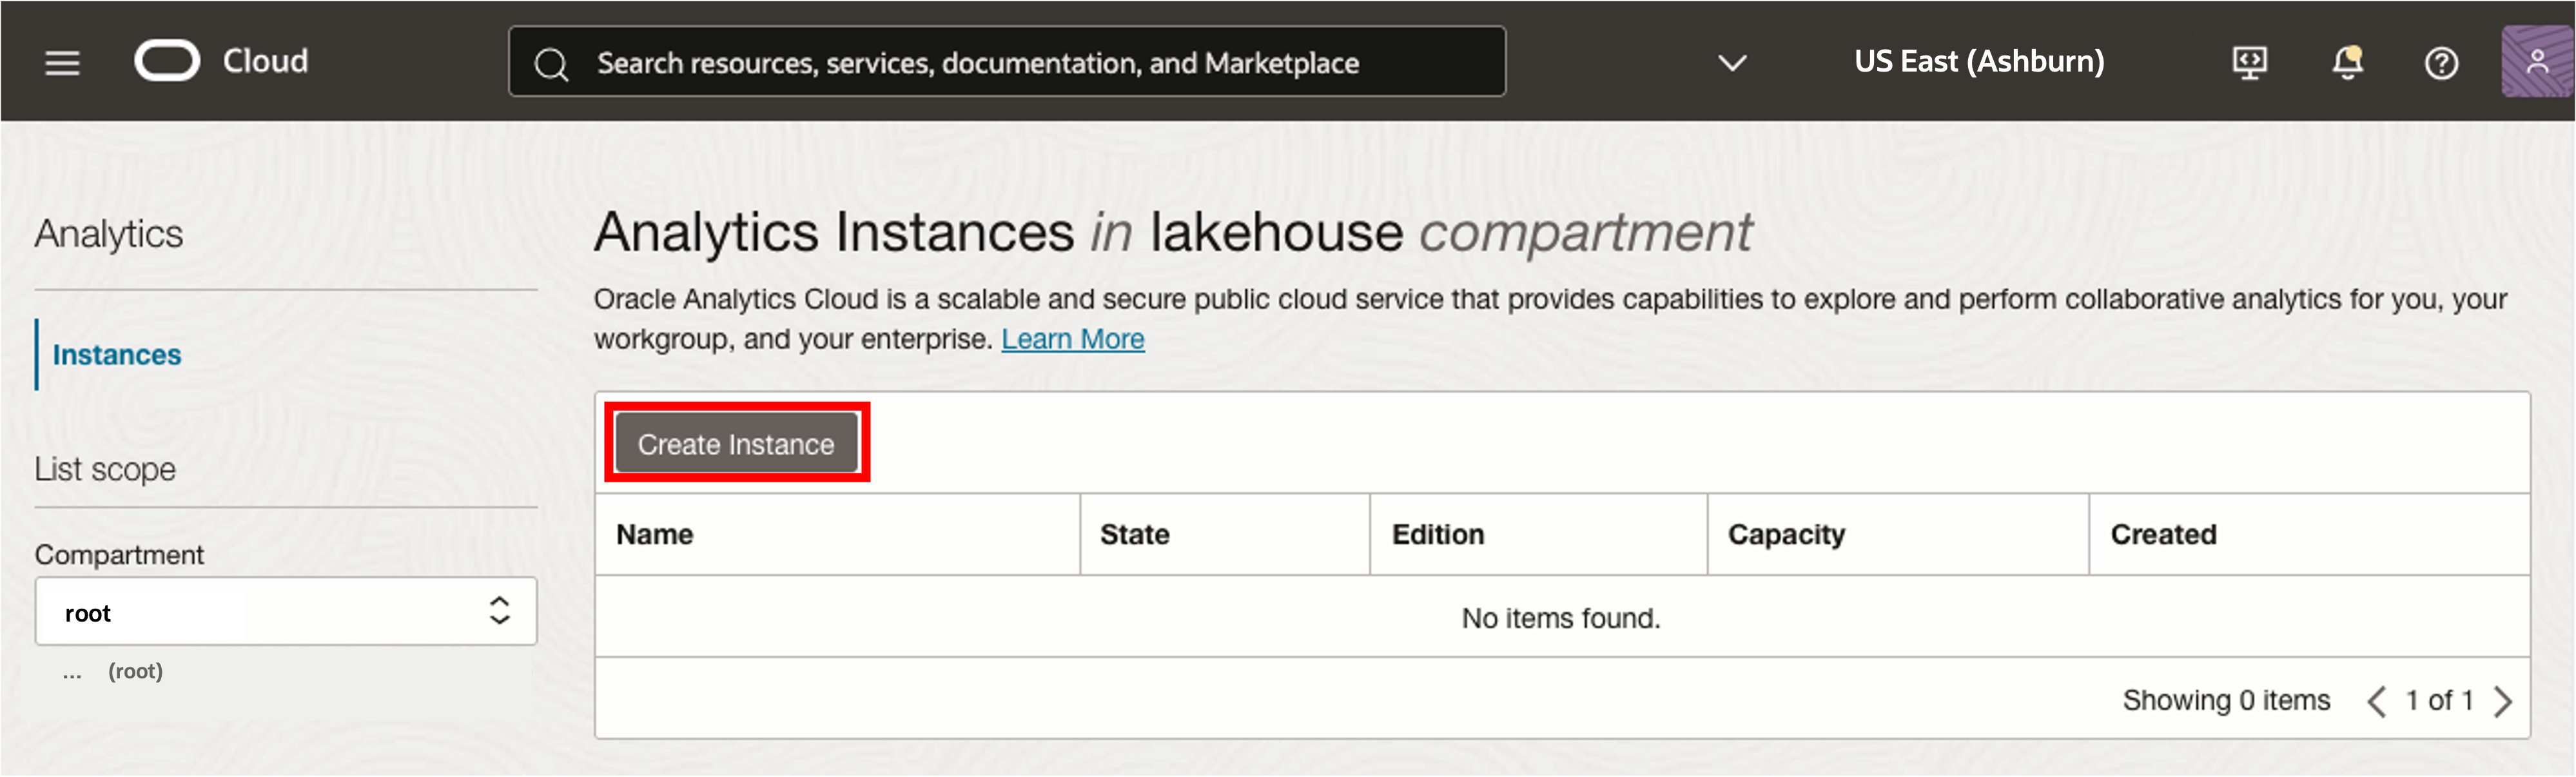 Cloud
Search resources, services, documentation, and Marketplace
US East (Ashburn)
Analytics
Instances
List scope
Compartment
root
... (root)
Analytics Instances in lakehouse compartment
Oracle Analytics Cloud is a scalable and secure public cloud service that provides capabilities to explore and perform collaborative analytics for you, your
workgroup, and your enterprise. Learn More
Create Instance
Name State Edition Capacity Created
No items found.
Showing 0 items < 1 of 1 >